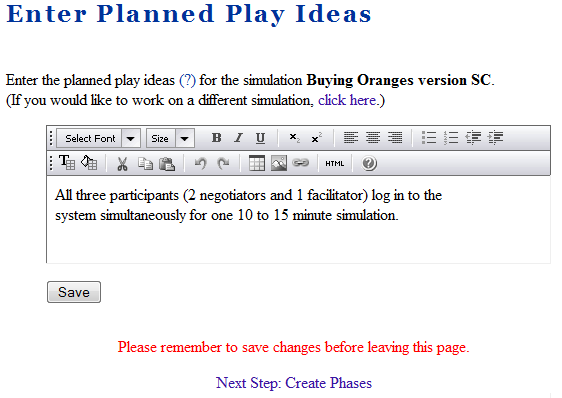 Enter Planned Play Ideas
Enter the planned play ideas (?) for the simulation Buying Oranges version SC.
(If you would like to work on a different simulation, click here.)
Select Font Size B I U × × HTML
All three participants (2 negotiators and 1 facilitator) log in to the
system simultaneously for one 10 to 15 minute simulation.
Save
Please remember to save changes before leaving this page.
Next Step: Create Phases